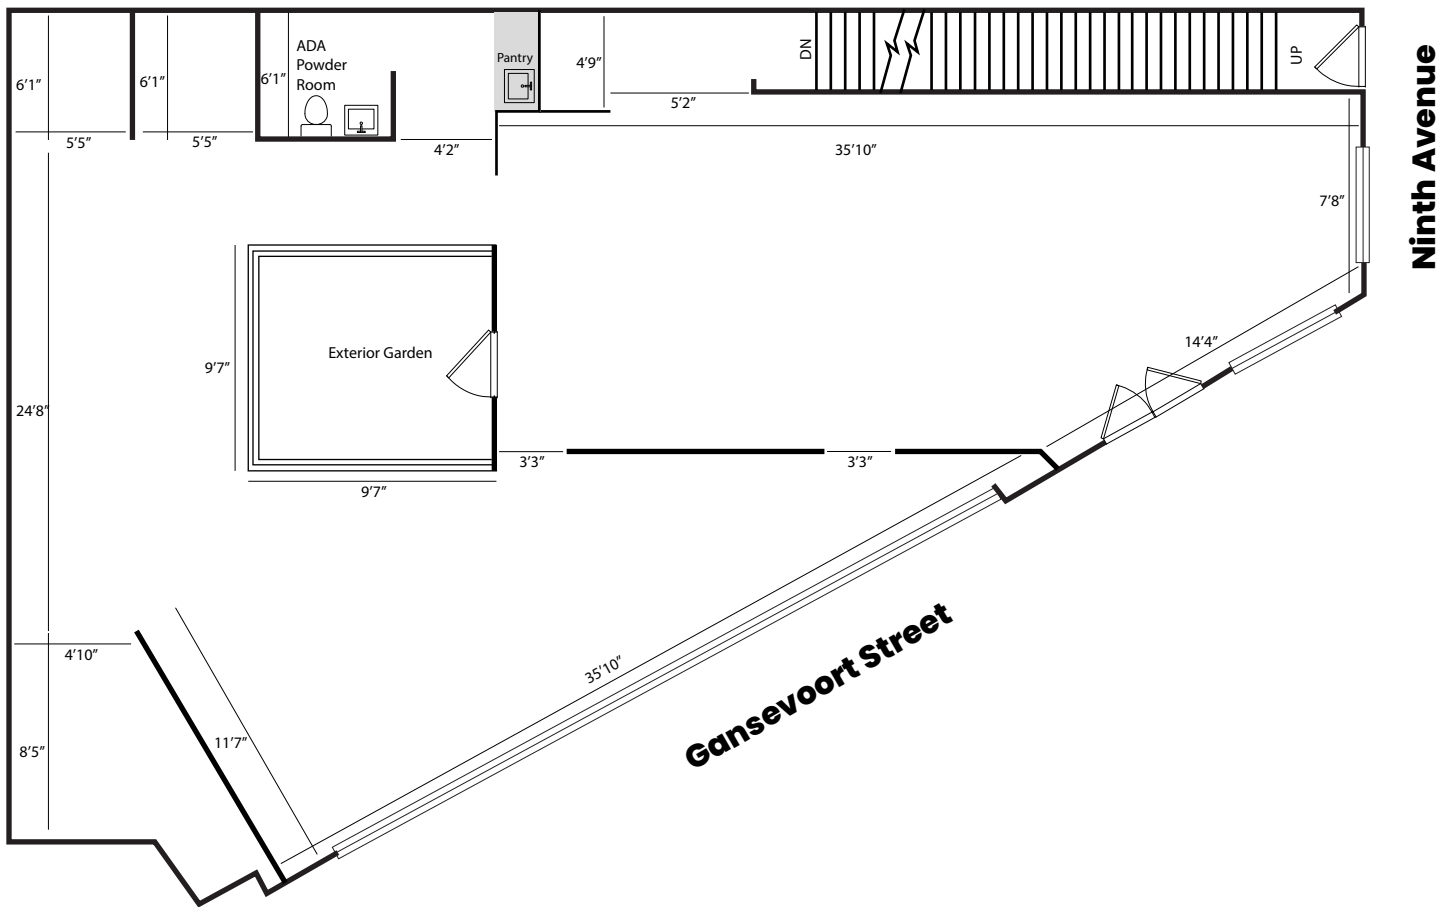 ADA
Powder
Room
Pantry
DN
UP
6’1”
6’1”
6’1”
4’9”
5’2”
5’5”
5’5”
4’2”
35’10”
7’8”
Ninth Avenue
14’4”
Exterior Garden
9’7”
24’8”
3’3”
3’3”
9’7”
4’10”
35’10”
Gansevoort Street
11’7”
8’5”